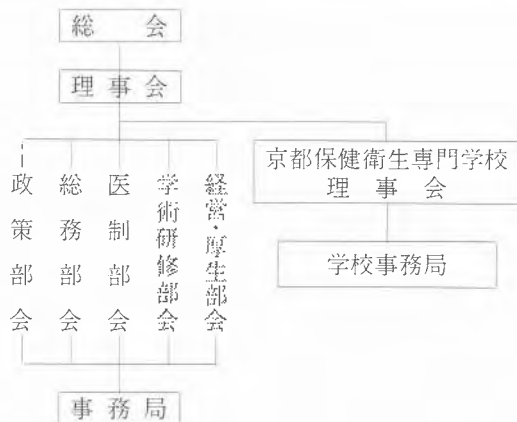 総会
理事会
京都保健衛生専門学校
理事会
学校事務局
政策部会
総務部会
医制部会
学術研修部会
経営・厚生部会
事務局